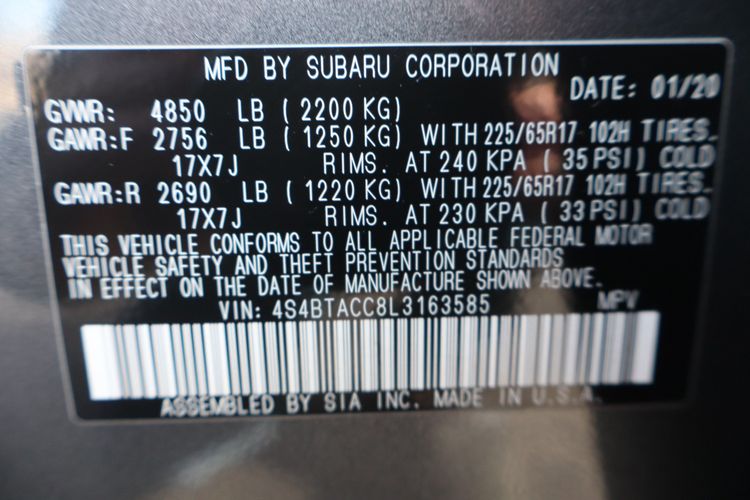 MFD BY SUBARU CORPORATION
DATE: 01/20
GVWR: 4850 LB (2200 KG)
GAWR:F 2756 LB (1250 KG) WITH 225/65R17 102H TIRES.
17X7J RIMS. AT 240 KPA (35 PSI) COLD
GAWR:R 2690 LB (1220 KG) WITH 225/65R17 102H TIRES.
17X7J RIMS. AT 230 KPA (33 PSI) COLD
THIS VEHICLE CONFORMS TO ALL APPLICABLE FEDERAL MOTOR
VEHICLE SAFETY AND THEFT PREVENTION STANDARDS
IN EFFECT ON THE DATE OF MANUFACTURE SHOWN ABOVE.
VIN: 4S4BTACC8L3163585 MPV
ASSEMBLED BY SIA INC. MADE IN U.S.A.